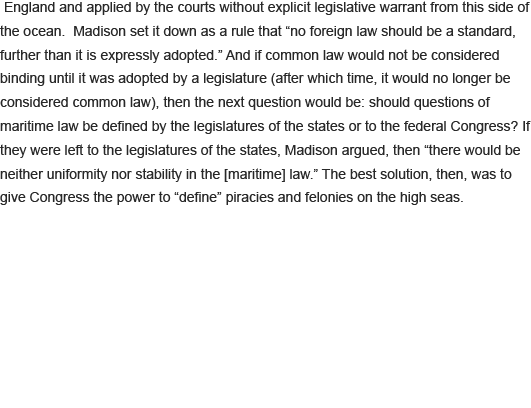 England and applied by the courts without explicit legislative warrant from this side of
the ocean.  Madison set it down as a rule that “no foreign law should be a standard,
further than it is expressly adopted.” And if common law would not be considered
binding until it was adopted by a legislature (after which time, it would no longer be
considered common law), then the next question would be: should questions of
maritime law be defined by the legislatures of the states or to the federal Congress? If
they were left to the legislatures of the states, Madison argued, then “there would be
neither uniformity nor stability in the [maritime] law.” The best solution, then, was to
give Congress the power to “define” piracies and felonies on the high seas.